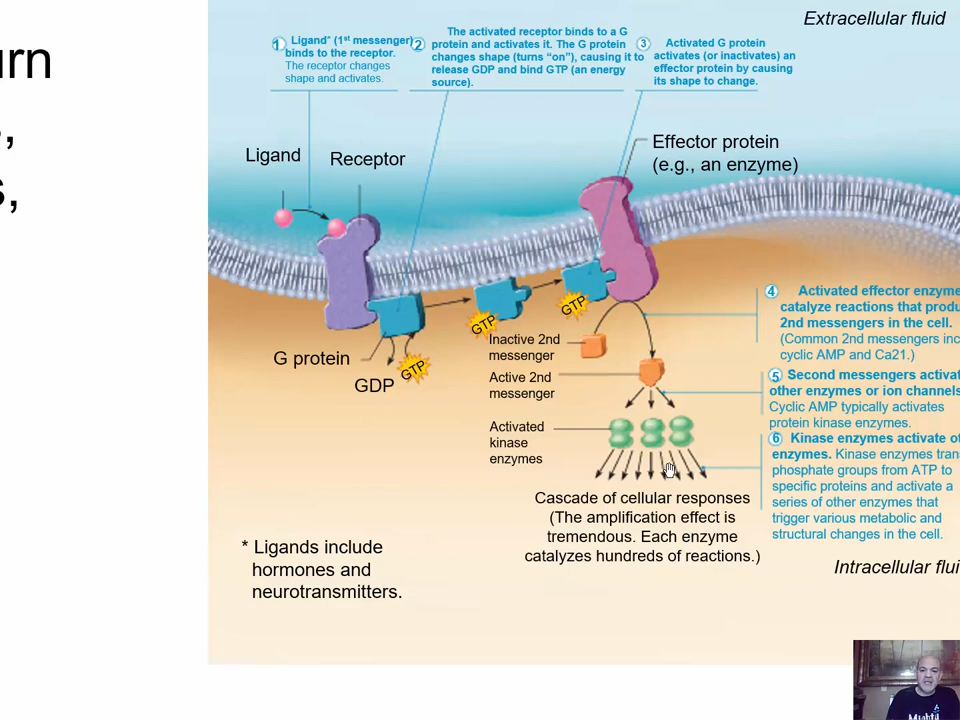 urn
s,
Extracellular fluid
1 Ligand* (1st messenger)
binds to the receptor.
The receptor changes
shape and activates.
2 The activated receptor binds to a G
protein and activates it. The G protein
changes shape (turns “on”), causing it to
release GDP and bind GTP (an energy
source).
3 Activated G protein
activates (or inactivates) an
effector protein by causing
its shape to change.
Ligand
Receptor
Effector protein
(e.g., an enzyme)
G protein
GDP
GTP
GTP
GTP
Inactive 2nd
messenger
Active 2nd
messenger
Activated
kinase
enzymes
4 Activated effector enzyme
catalyze reactions that produ
2nd messengers in the cell.
(Common 2nd messengers inc
cyclic AMP and Ca21.)
5 Second messengers activat
other enzymes or ion channels
Cyclic AMP typically activates
protein kinase enzymes.
6 Kinase enzymes activate ot
enzymes. Kinase enzymes tran
phosphate groups from ATP to
specific proteins and activate a
series of other enzymes that
trigger various metabolic and
structural changes in the cell.
Cascade of cellular responses
(The amplification effect is
tremendous. Each enzyme
catalyzes hundreds of reactions.)
* Ligands include
hormones and
neurotransmitters.
Intracellular flui